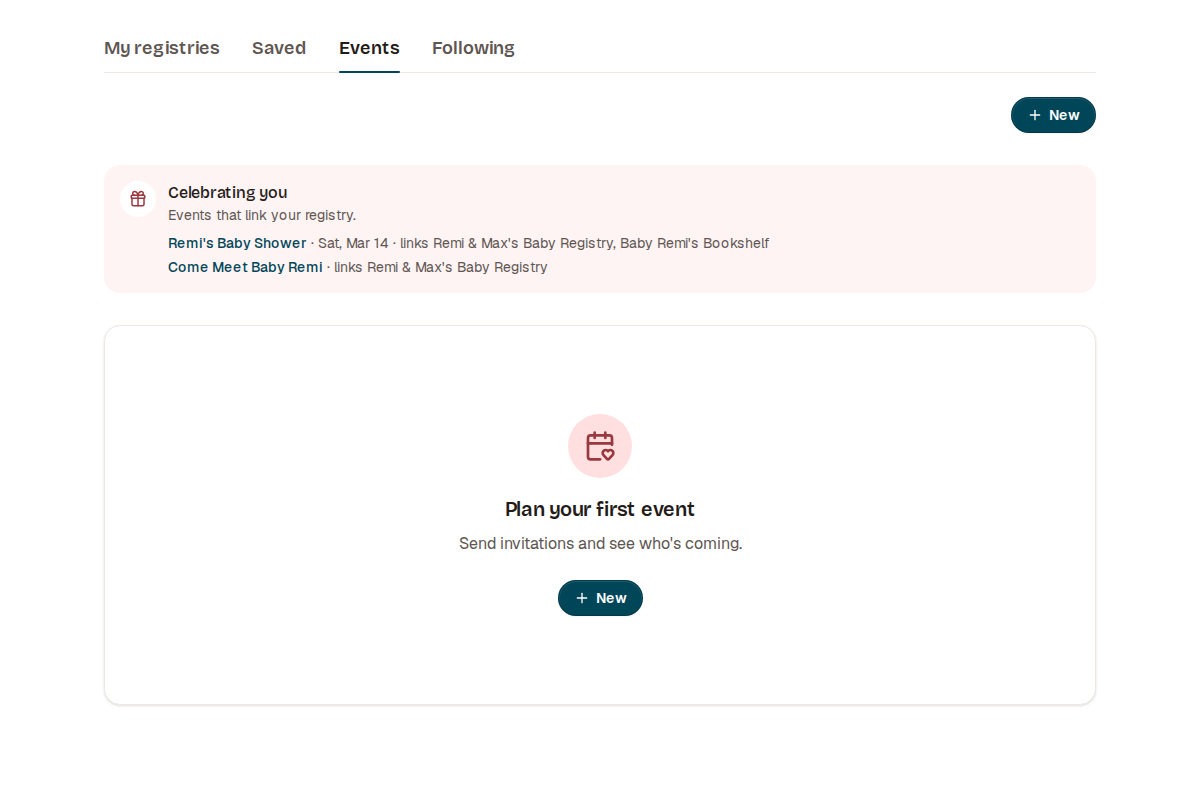 My registries Saved Events Following
+ New
Celebrating you
Events that link your registry.
Remi's Baby Shower · Sat, Mar 14 · links Remi & Max's Baby Registry, Baby Remi's Bookshelf
Come Meet Baby Remi · links Remi & Max's Baby Registry
Plan your first event
Send invitations and see who's coming.
+ New